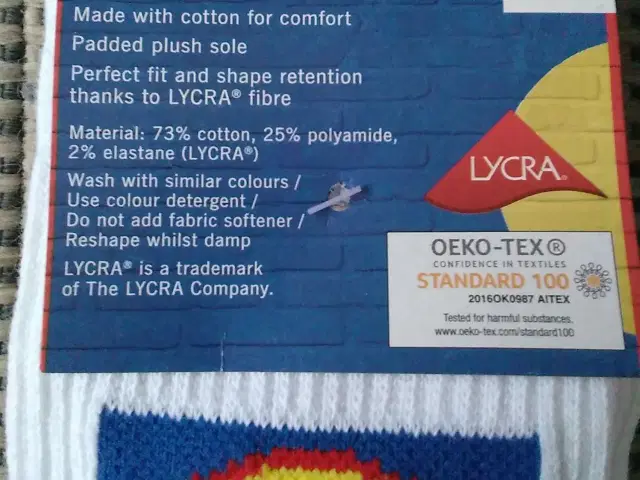 Made with cotton for comfort
Padded plush sole
Perfect fit and shape retention
thanks to LYCRA® fibre
Material: 73% cotton, 25% polyamide,
2% elastane (LYCRA®)
Wash with similar colours /
Use colour detergent /
Do not add fabric softener /
Reshape whilst damp
LYCRA® is a trademark
of The LYCRA Company.
LYCRA®
OEKO-TEX®
CONFIDENCE IN TEXTILES
STANDARD 100
2016OK0987 AITEX
Tested for harmful substances.
www.oeko-tex.com/standard100